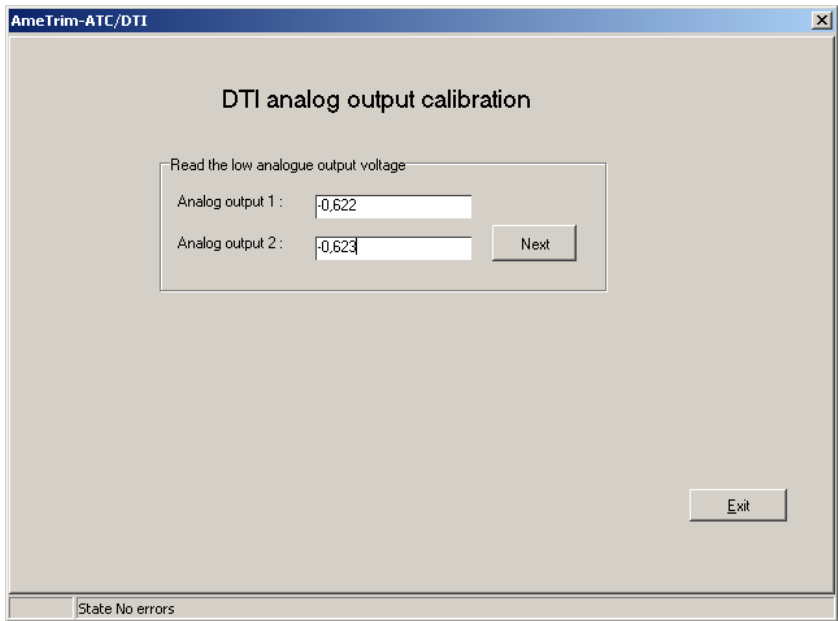 AmeTrim-ATC/DTI
DTI analog output calibration
Read the low analogue output voltage
Analog output 1 : -0,622
Analog output 2 : -0,623
Next
Exit
State No errors